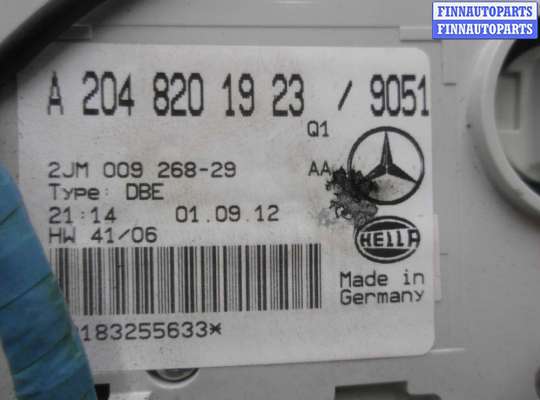 FINNAUTOPARTS
FINNAUTOPARTS
A 204 820 19 23 / 9051
Q1
2JM 009 268-29
AA
Type: DBE
21:14 01.09.12
HW 41/06
HELLA
Made in
Germany
183255633*